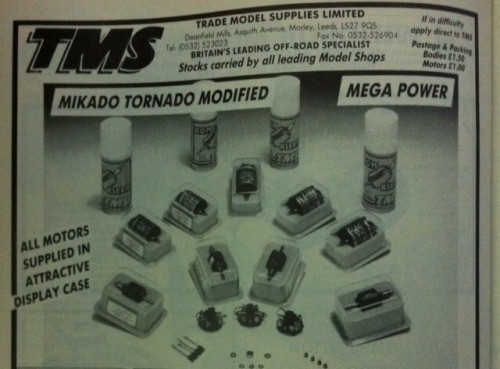 TMS
TRADE MODEL SUPPLIES LIMITED
Deanfield Mills, Asquith Avenue, Morley, Leeds, LS27 9QS
Tel: (0532) 523023 Fax No: 0532-526904
BRITAIN'S LEADING OFF-ROAD SPECIALIST
Stocks carried by all leading Model Shops
If in difficulty
apply direct to TMS
Postage & Packing
Bodies £1.50
Motors £1.00
MIKADO TORNADO MODIFIED
MEGA POWER
ALL MOTORS
SUPPLIED IN
ATTRACTIVE
DISPLAY CASE
TMS
TMS